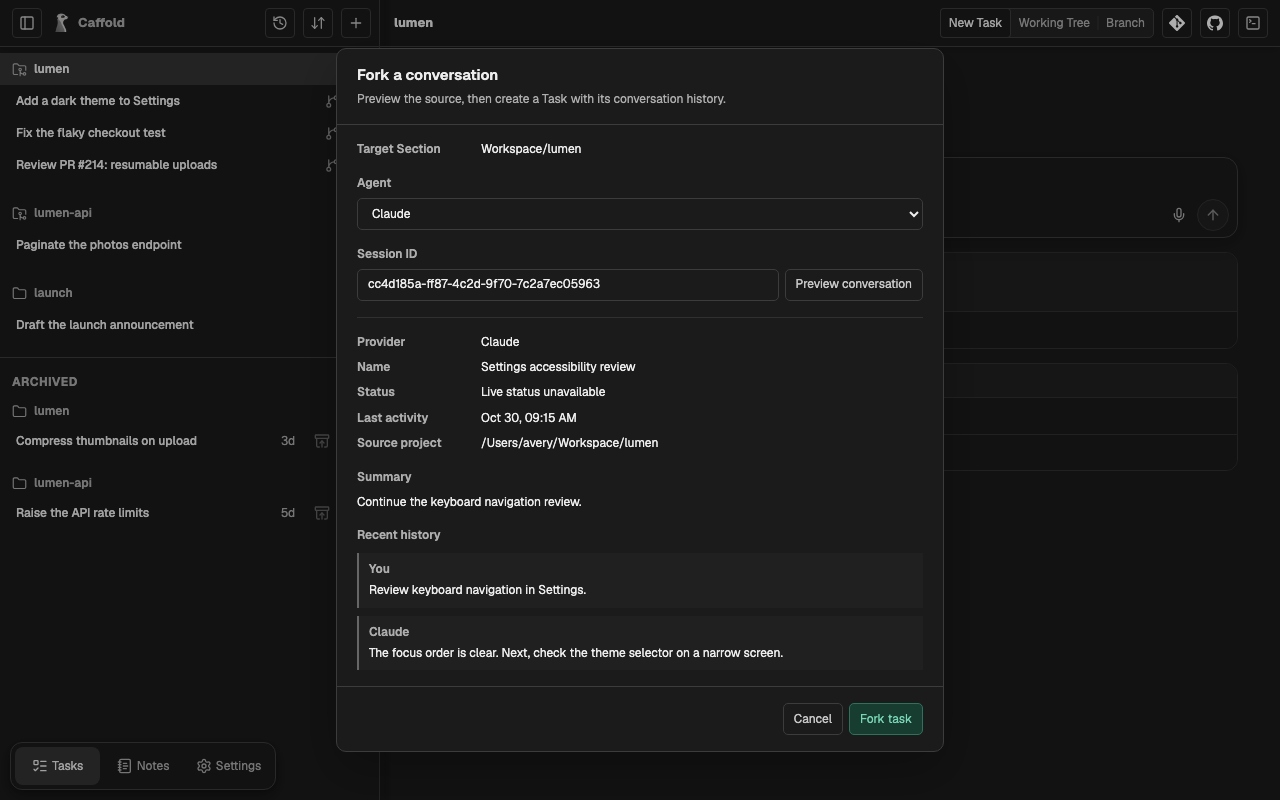 Caffold
lumen
New Task
Working Tree
Branch
lumen
Add a dark theme to Settings
Fix the flaky checkout test
Review PR #214: resumable uploads
lumen-api
Paginate the photos endpoint
launch
Draft the launch announcement
ARCHIVED
lumen
Compress thumbnails on upload 3d
lumen-api
Raise the API rate limits 5d
Tasks
Notes
Settings
Fork a conversation
Preview the source, then create a Task with its conversation history.
Target Section Workspace/lumen
Agent
Claude
Session ID
cc4d185a-ff87-4c2d-9f70-7c2a7ec05963
Preview conversation
Provider Claude
Name Settings accessibility review
Status Live status unavailable
Last activity Oct 30, 09:15 AM
Source project /Users/avery/Workspace/lumen
Summary
Continue the keyboard navigation review.
Recent history
You
Review keyboard navigation in Settings.
Claude
The focus order is clear. Next, check the theme selector on a narrow screen.
Cancel
Fork task